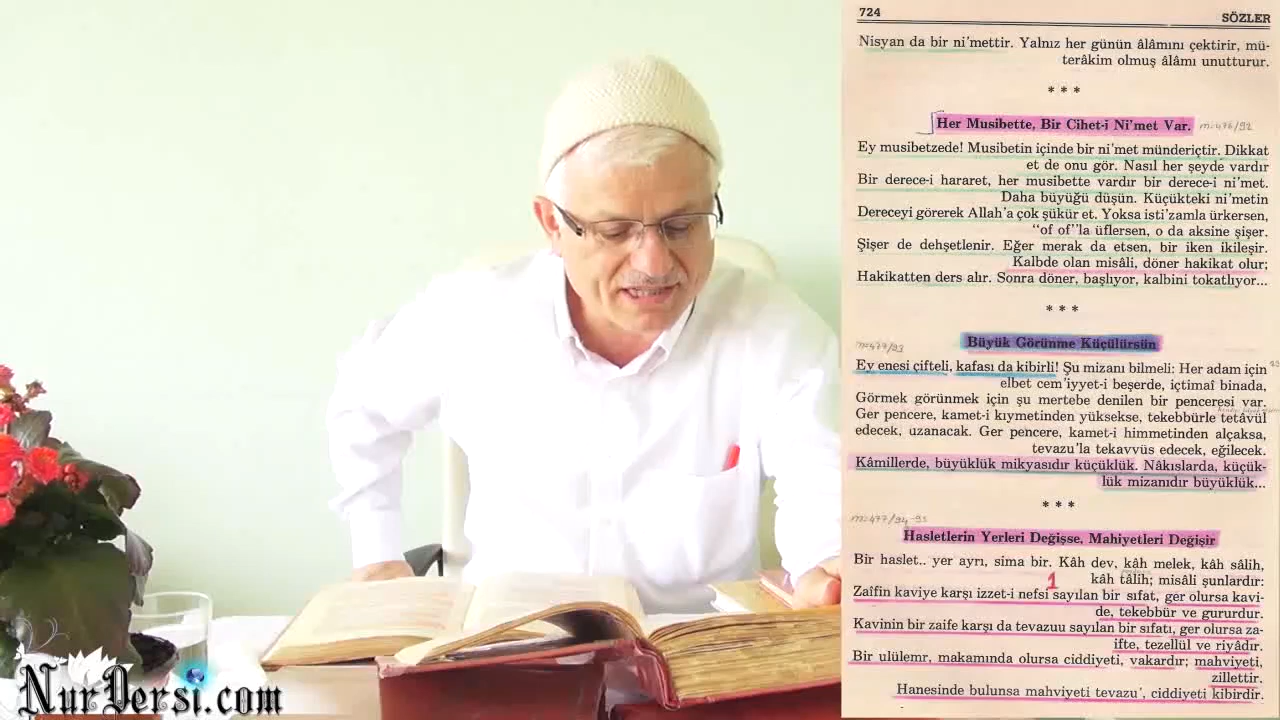 724
SÖZLER
Nisyan da bir ni'mettir. Yalnız her günün âlâmını çektirir, mü-
terâkim olmuş âlâmı unutturur.
* * *
Her Musibette, Bir Cihet-i Ni'met Var.
m:476/92
Ey musibetzede! Musibetin içinde bir ni'met münderiçtir. Dikkat
et de onu gör. Nasıl her şeyde vardır
Bir derece-i hararet, her musibette vardır bir derece-i ni'met.
Daha büyüğü düşün. Küçükteki ni'metin
Dereceyi görerek Allah'a çok şükür et. Yoksa isti'zamla ürkersen,
"of of"la üflersen, o da aksine şişer.
Şişer de dehşetlenir. Eğer merak da etsen, bir iken ikileşir.
Kalbde olan misâli, döner hakikat olur;
Hakikatten ders alır. Sonra döner, başlıyor, kalbini tokatlıyor...
* * *
m:477/93
Büyük Görünme Küçülürsün
Ey enesi çifteli, kafası da kibirli! Şu mizanı bilmeli: Her adam için
elbet cem'iyyet-i beşerde, içtimaî binada,
Görmek görünmek için şu mertebe denilen bir penceresi var.
Ger pencere, kamet-i kıymetinden yüksekse, tekebbürle tetâvül
edecek, uzanacak. Ger pencere, kamet-i himmetinden alçaksa,
tevazu'la tekavvüs edecek, eğilecek.
Kâmillerde, büyüklük mikyasıdır küçüklük. Nâkıslarda, küçük-
lük mizanıdır büyüklük...
* * *
m:477/94-95
Hasletlerin Yerleri Değişse, Mahiyetleri Değişir
Bir haslet.. yer ayrı, sima bir. Kâh dev, kâh melek, kâh sâlih,
kâh tâlih; misâli şunlardır:
1
Zaîfin kaviye karşı izzet-i nefsi sayılan bir sıfat, ger olursa kavi-
de, tekebbür ve gururdur.
Kavinin bir zaife karşı da tevazuu sayılan bir sıfatı, ger olursa za-
ifte, tezellül ve riyâdır.
Bir ulülemr, makamında olursa ciddiyeti, vakardır; mahviyeti,
zillettir.
Hanesinde bulunsa mahviyeti tevazu', ciddiyeti kibirdir.
NurDersi.com